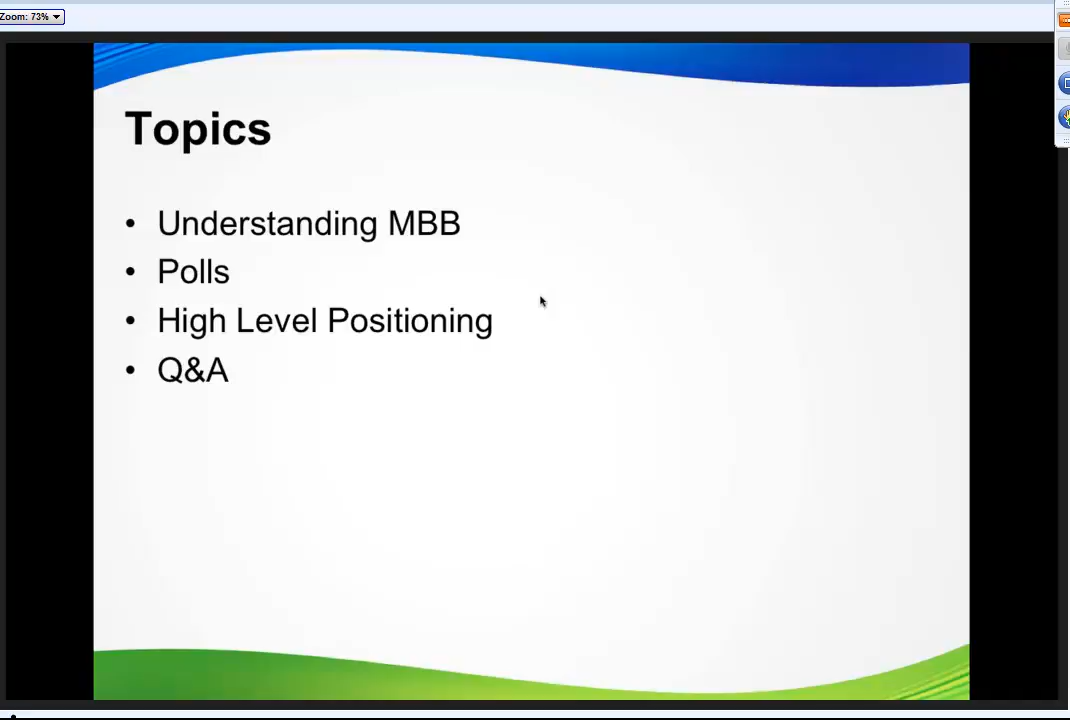 Zoom: 73%
Topics
• Understanding MBB
• Polls
• High Level Positioning
• Q&A